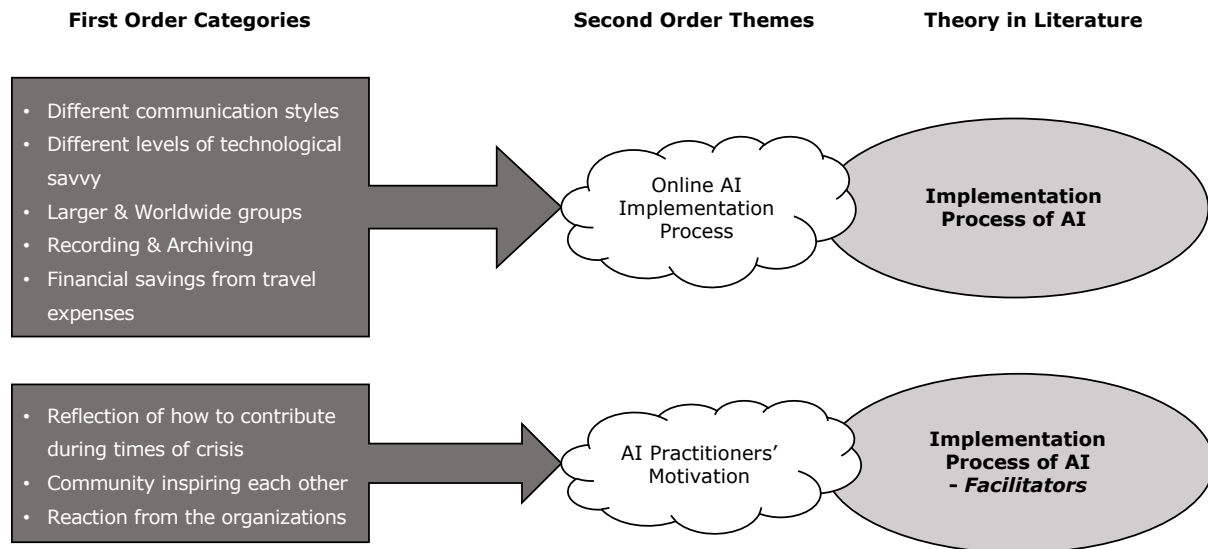 First Order Categories
Second Order Themes
Theory in Literature
• Different communication styles
• Different levels of technological
savvy
• Larger & Worldwide groups
• Recording & Archiving
• Financial savings from travel
expenses
Online AI
Implementation
Process
Implementation
Process of AI
• Reflection of how to contribute
during times of crisis
• Community inspiring each other
• Reaction from the organizations
AI Practitioners’
Motivation
Implementation
Process of AI
- Facilitators